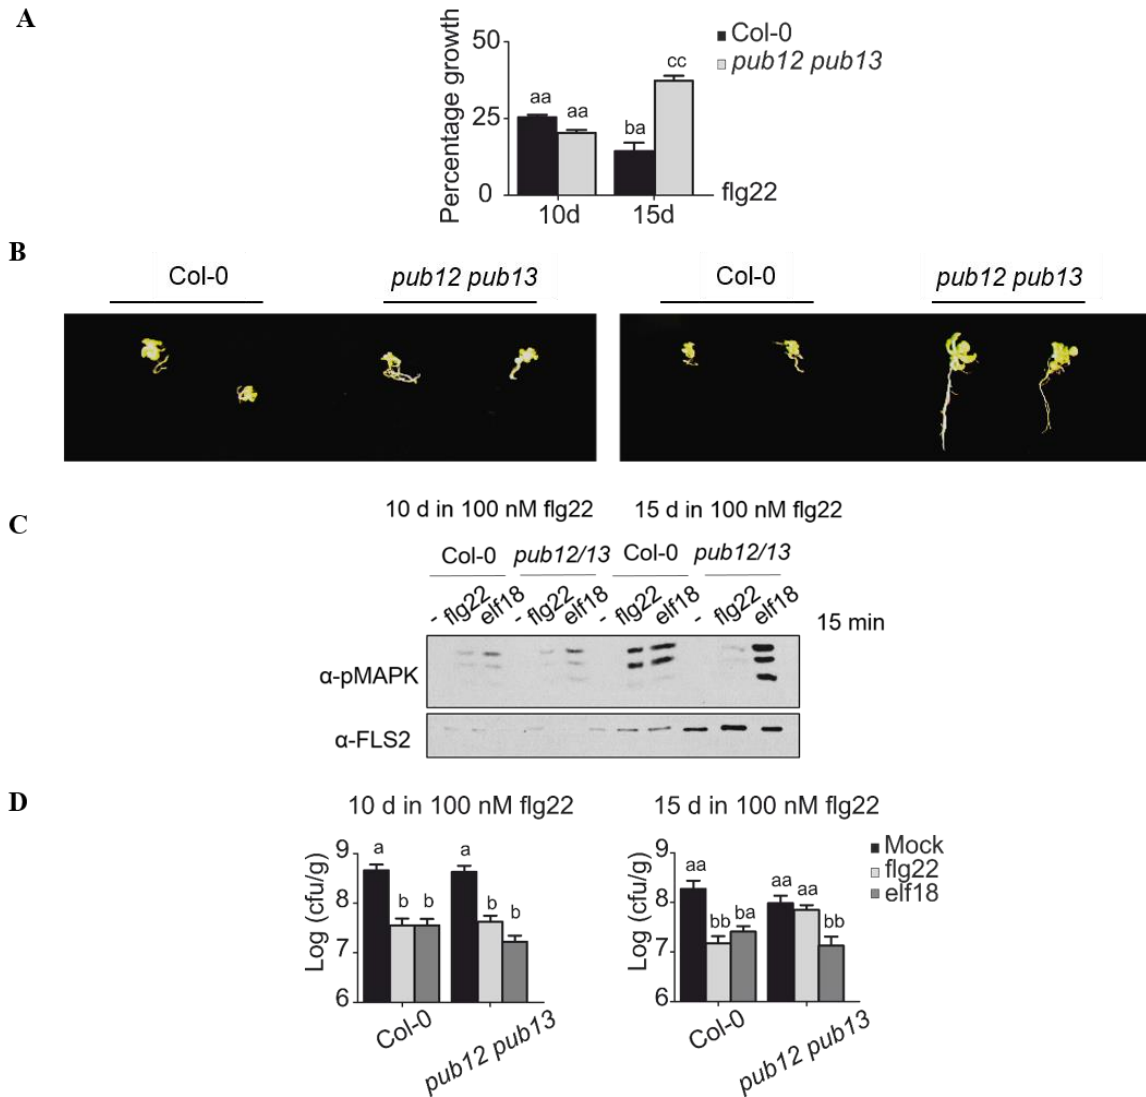 A
Percentage growth
50
25
0
aa
aa
ba
cc
10d
15d
flg22
Col-0
pub12 pub13
B
Col-0
pub12 pub13
Col-0
pub12 pub13
C
10 d in 100 nM flg22
15 d in 100 nM flg22
Col-0
pub12/13
Col-0
pub12/13
- flg22 elf18 - flg22 elf18 - flg22 elf18 - flg22 elf18
15 min
α-pMAPK
α-FLS2
D
10 d in 100 nM flg22
Log (cfu/g)
9
8
7
6
a
b
b
a
b
b
Col-0
pub12 pub13
15 d in 100 nM flg22
Log (cfu/g)
9
8
7
6
aa
bb
ba
aa
aa
bb
Col-0
pub12 pub13
Mock
flg22
elf18